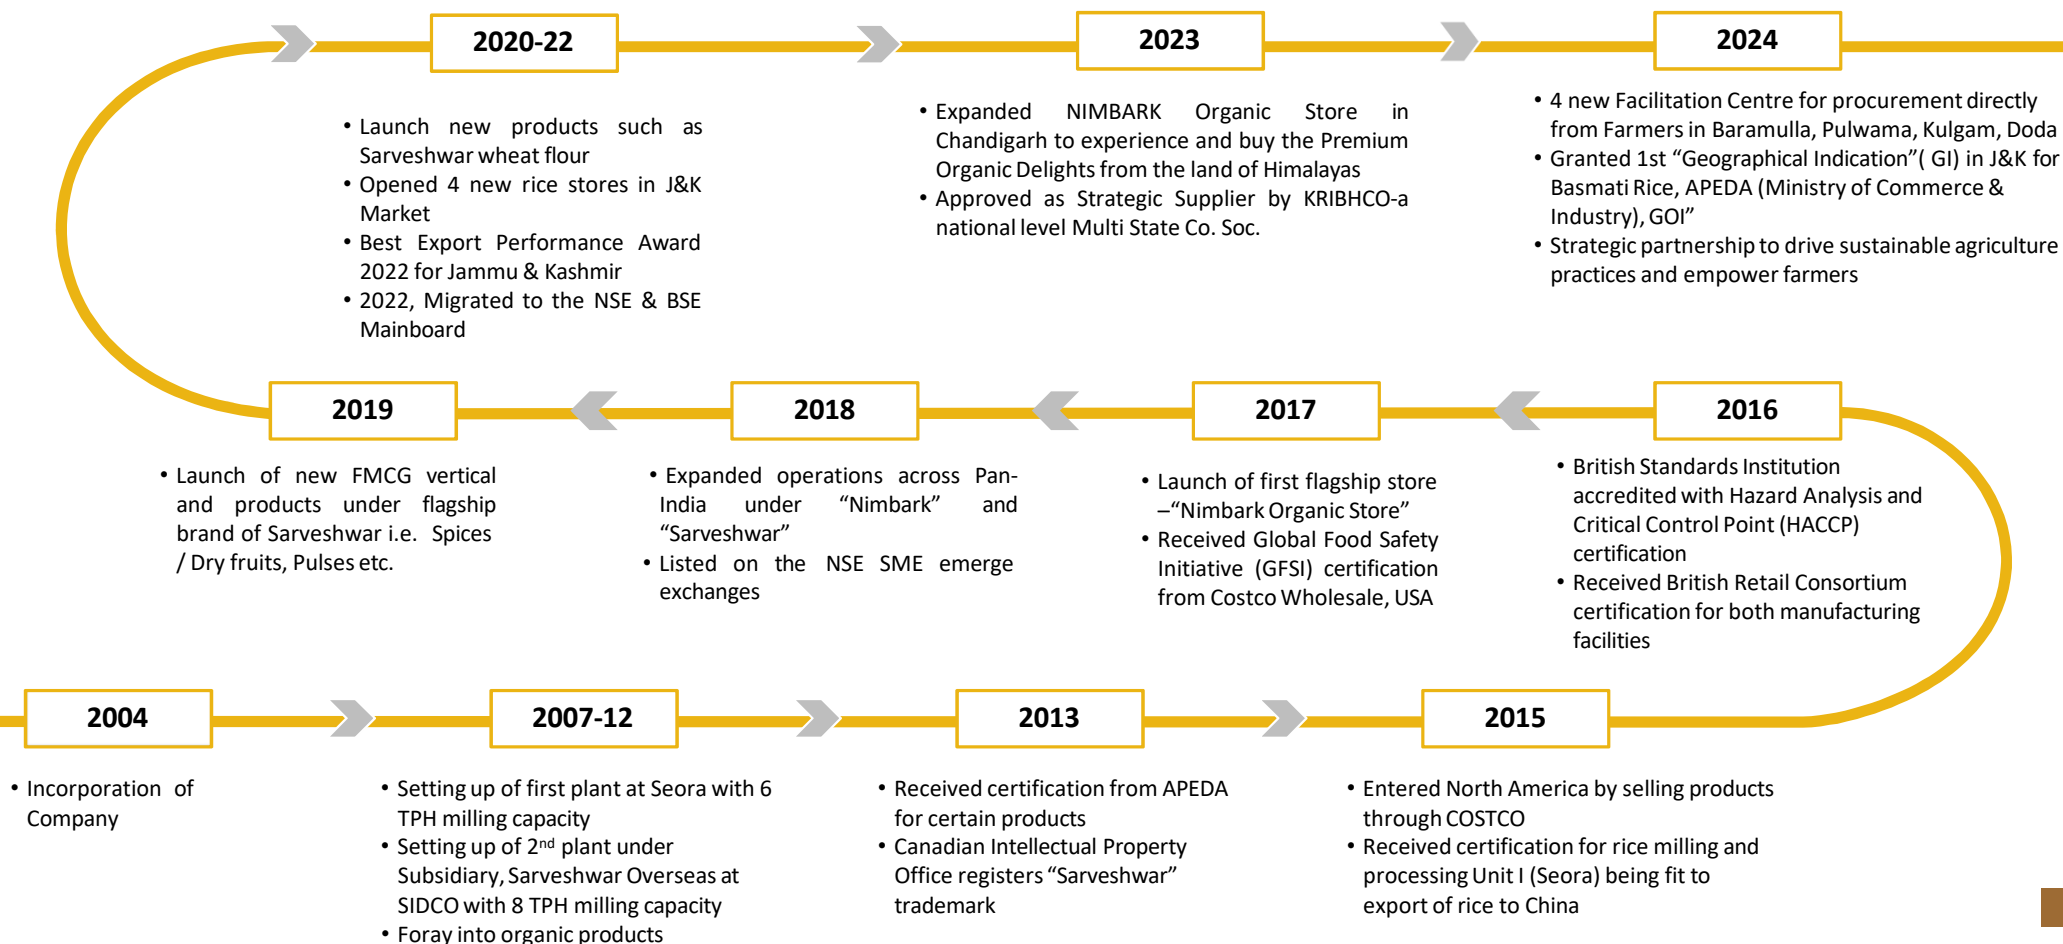 2020-22
2023
2024
• Launch new products such as
Sarveshwar wheat flour
• Opened 4 new rice stores in J&K
Market
• Best Export Performance Award
2022 for Jammu & Kashmir
• 2022, Migrated to the NSE & BSE
Mainboard
• Expanded NIMBARK Organic Store in
Chandigarh to experience and buy the Premium
Organic Delights from the land of Himalayas
• Approved as Strategic Supplier by KRIBHCO-a
national level Multi State Co. Soc.
• 4 new Facilitation Centre for procurement directly
from Farmers in Baramulla, Pulwama, Kulgam, Doda
• Granted 1st “Geographical Indication”( GI) in J&K for
Basmati Rice, APEDA (Ministry of Commerce &
Industry), GOI”
• Strategic partnership to drive sustainable agriculture
practices and empower farmers
2019
2018
2017
2016
• Launch of new FMCG vertical
and products under flagship
brand of Sarveshwar i.e. Spices
/ Dry fruits, Pulses etc.
• Expanded operations across Pan-
India under “Nimbark” and
“Sarveshwar”
• Listed on the NSE SME emerge
exchanges
• Launch of first flagship store
–“Nimbark Organic Store”
• Received Global Food Safety
Initiative (GFSI) certification
from Costco Wholesale, USA
• British Standards Institution
accredited with Hazard Analysis and
Critical Control Point (HACCP)
certification
• Received British Retail Consortium
certification for both manufacturing
facilities
2004
2007-12
2013
2015
• Incorporation of
Company
• Setting up of first plant at Seora with 6
TPH milling capacity
• Setting up of 2nd plant under
Subsidiary, Sarveshwar Overseas at
SIDCO with 8 TPH milling capacity
• Foray into organic products
• Received certification from APEDA
for certain products
• Canadian Intellectual Property
Office registers “Sarveshwar”
trademark
• Entered North America by selling products
through COSTCO
• Received certification for rice milling and
processing Unit I (Seora) being fit to
export of rice to China